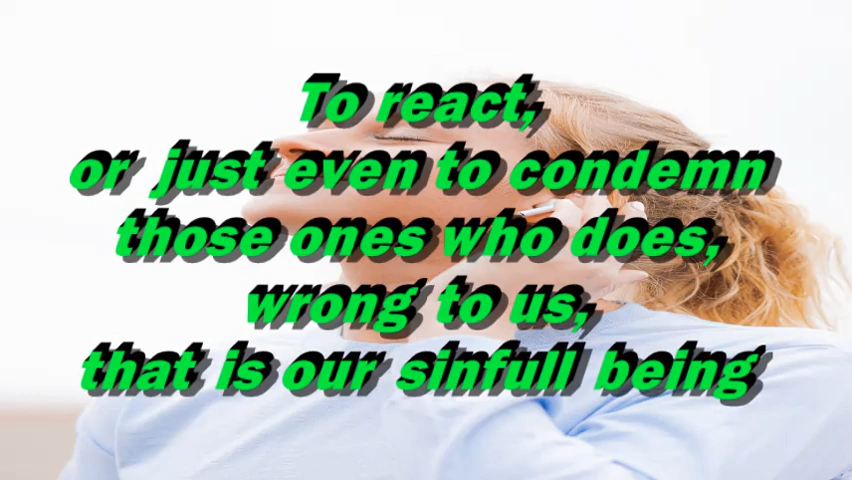 To react,
or just even to condemn
those ones who does,
wrong to us,
that is our sinfull being